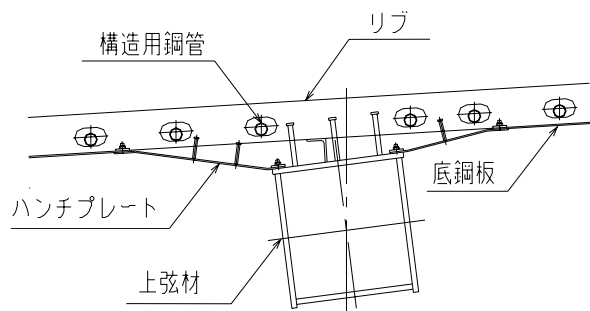 リブ
構造用鋼管
底鋼板
ハンチプレート
上弦材